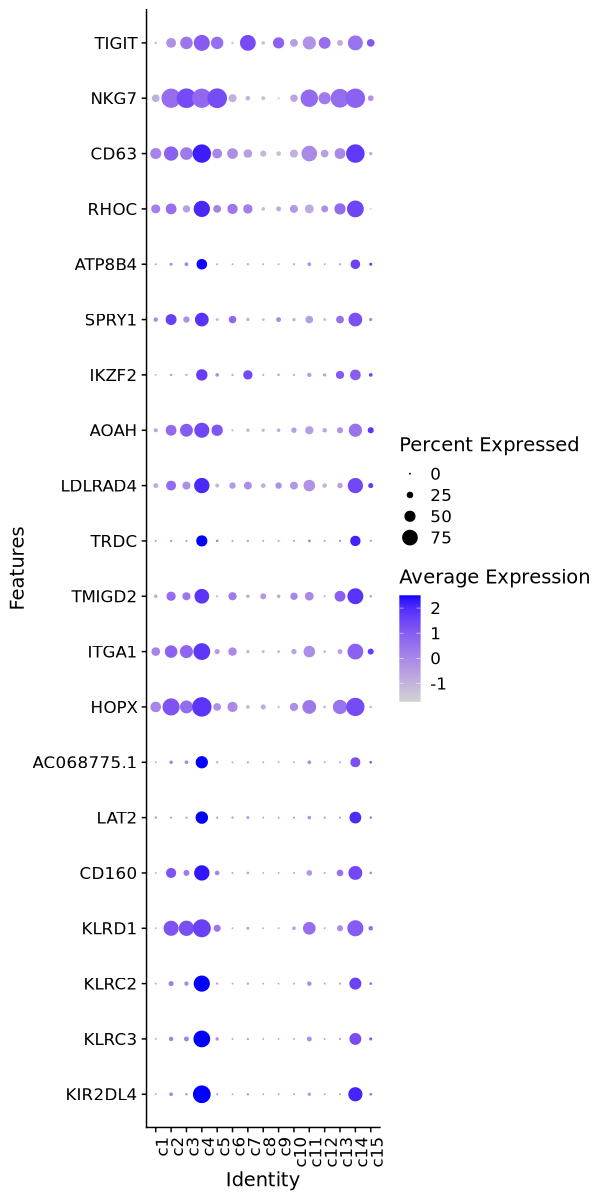 TIGIT
NKG7
CD63
RHOC
ATP8B4
SPRY1
IKZF2
AOAH
LDLRAD4
TRDC
TMIGD2
ITGA1
HOPX
AC068775.1
LAT2
CD160
KLRD1
KLRC2
KLRC3
KIR2DL4
Features
c1 c2 c3 c4 c5 c6 c7 c8 c9 c10 c11 c12 c13 c14 c15
Identity
Percent Expressed
0
25
50
75
Average Expression
2
1
0
-1